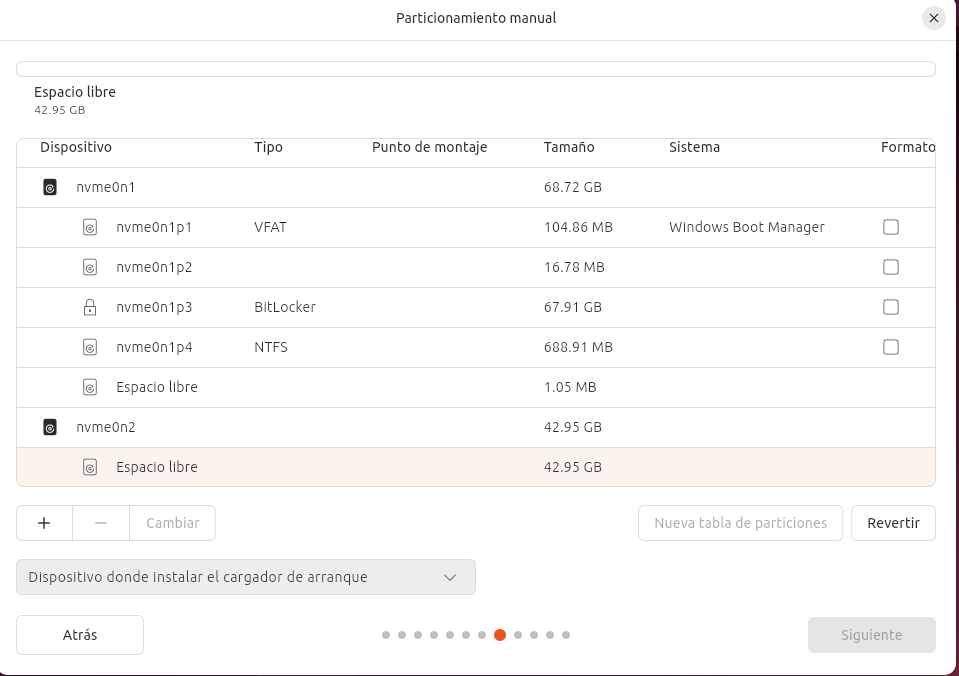 Particionamiento manual
Espacio libre
42.95 GB
Dispositivo Tipo Punto de montaje Tamaño Sistema Formato
nvme0n1 68.72 GB
nvme0n1p1 VFAT 104.86 MB Windows Boot Manager
nvme0n1p2 16.78 MB
nvme0n1p3 BitLocker 67.91 GB
nvme0n1p4 NTFS 688.91 MB
Espacio libre 1.05 MB
nvme0n2 42.95 GB
Espacio libre 42.95 GB
+ − Cambiar Nueva tabla de particiones Revertir
Dispositivo donde instalar el cargador de arranque
Atrás Siguiente